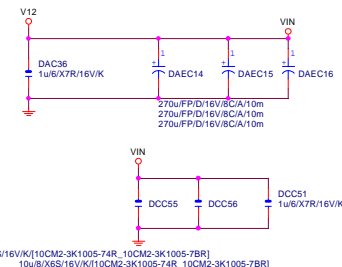 V12
VIN
DAC36
1u/6/X7R/16V/K
1
1
1
+
+
+
DAEC14
DAEC15
DAEC16
270u/FP/D/16V/8C/A/10m
270u/FP/D/16V/8C/A/10m
270u/FP/D/16V/8C/A/10m
VIN
DCC55
DCC56
DCC51
1u/6/X7R/16V/K
S/16V/K/[10CM2-3K1005-74R_10CM2-3K1005-7BR]
10u/8/X6S/16V/K/[10CM2-3K1005-74R_10CM2-3K1005-7BR]